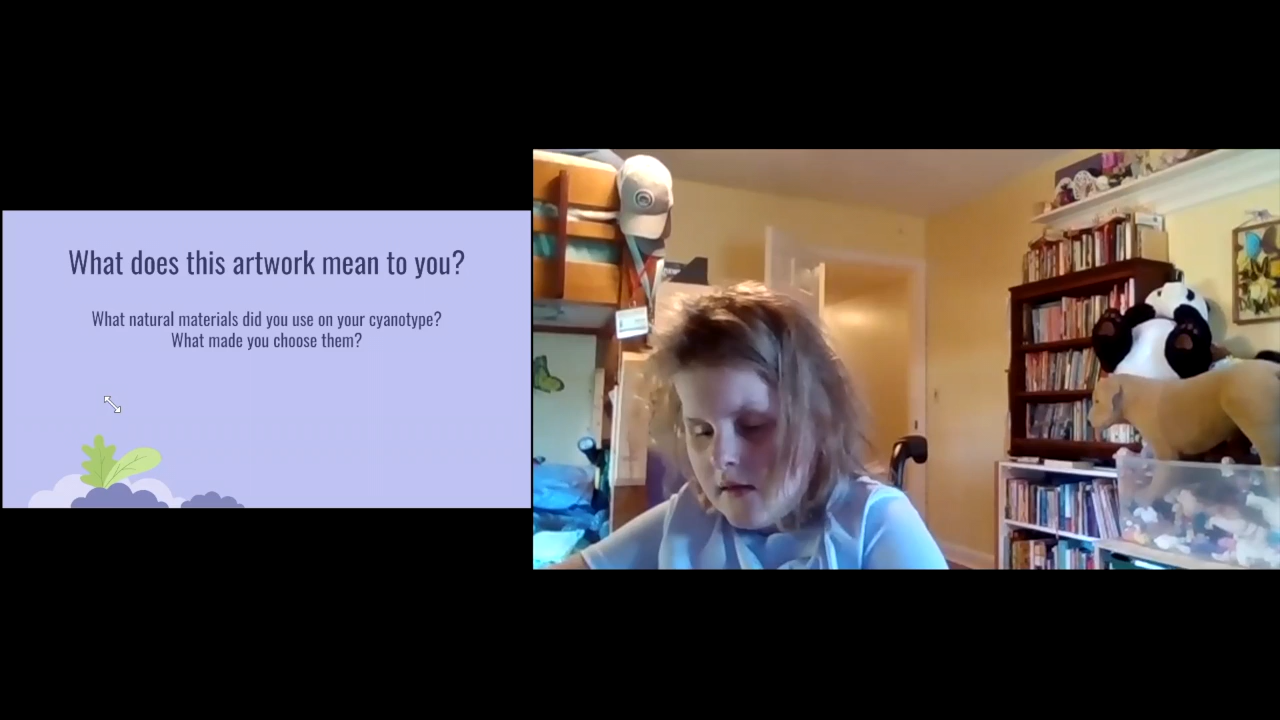 What does this artwork mean to you?
What natural materials did you use on your cyanotype?
What made you choose them?